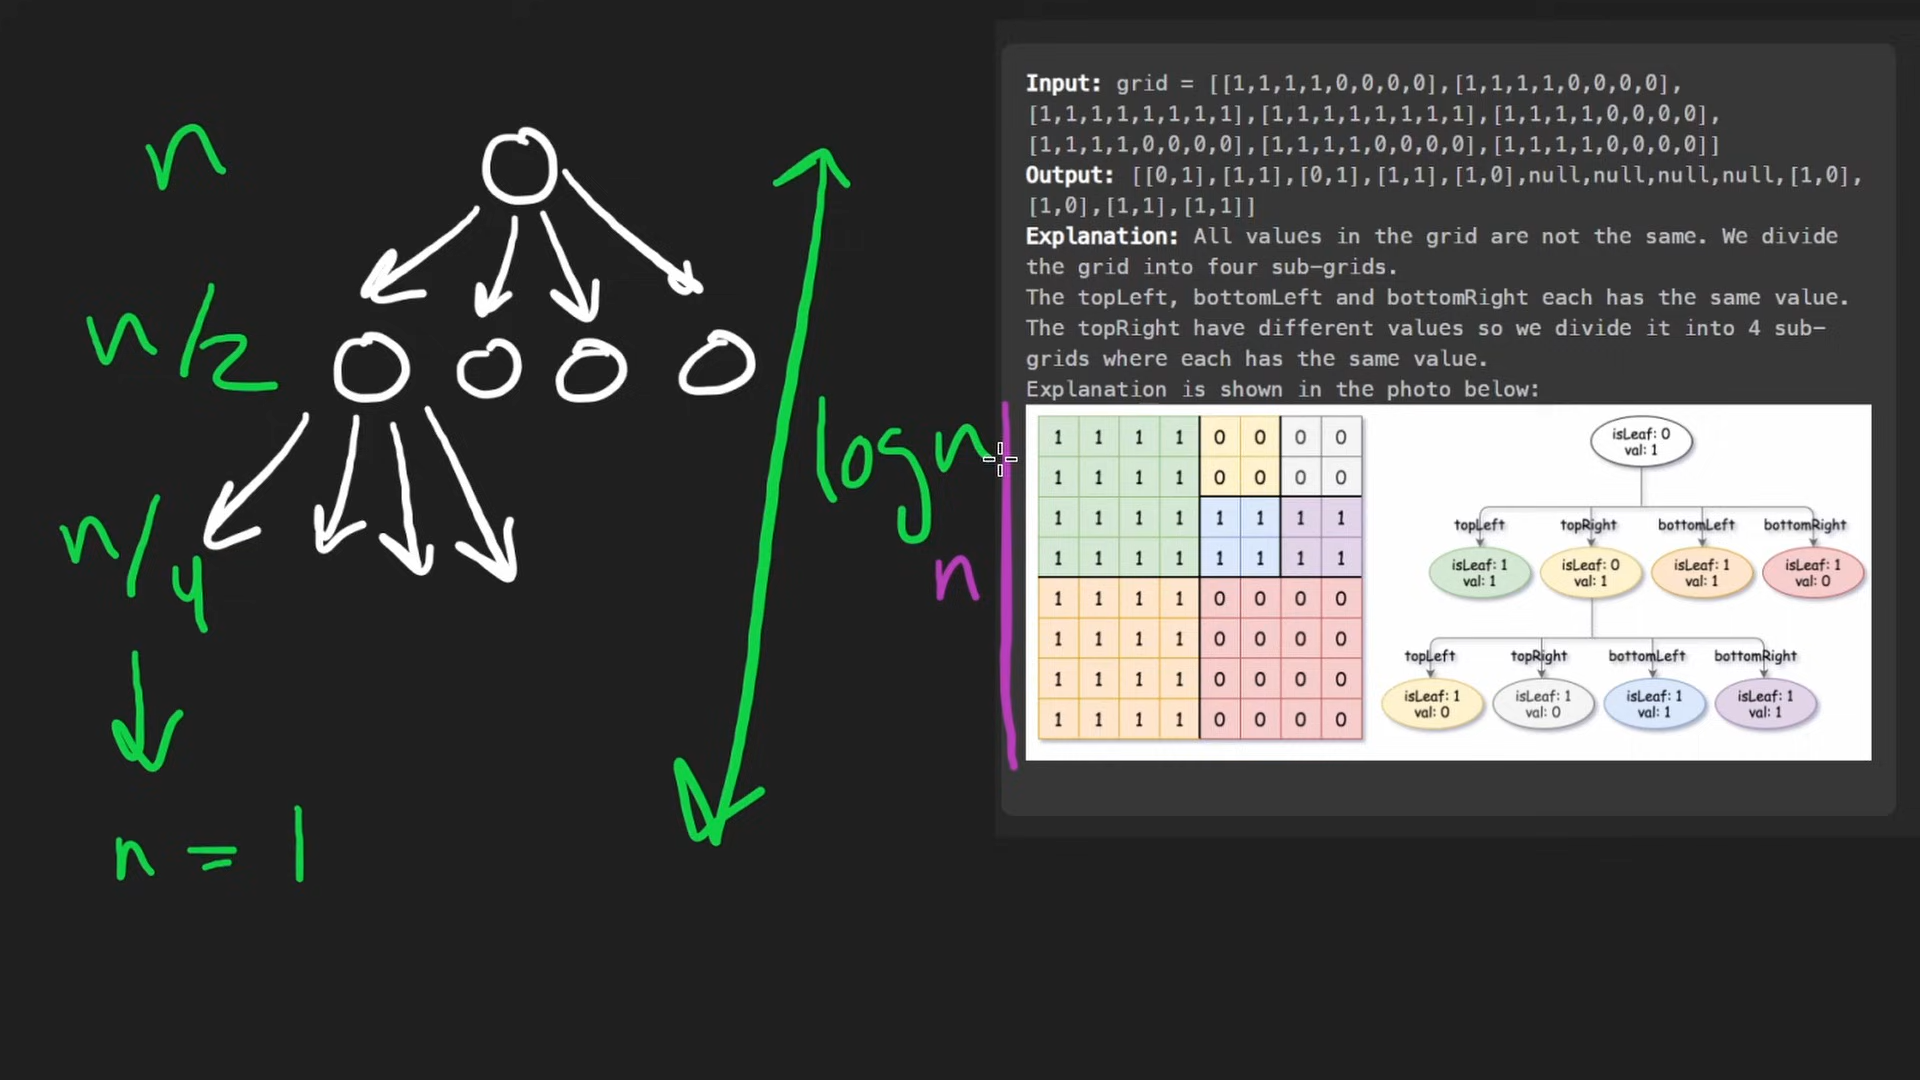 n
n/2
n/4
n = 1
log n
n
Input: grid = [[1,1,1,1,0,0,0,0],[1,1,1,1,0,0,0,0],
[1,1,1,1,1,1,1,1],[1,1,1,1,1,1,1,1],[1,1,1,1,0,0,0,0],
[1,1,1,1,0,0,0,0],[1,1,1,1,0,0,0,0],[1,1,1,1,0,0,0,0]]
Output: [[0,1],[1,1],[0,1],[1,1],[1,0],null,null,null,null,[1,0],
[1,0],[1,1],[1,1]]
Explanation: All values in the grid are not the same. We divide
the grid into four sub-grids.
The topLeft, bottomLeft and bottomRight each has the same value.
The topRight have different values so we divide it into 4 sub-
grids where each has the same value.
Explanation is shown in the photo below:
1 1 1 1 0 0 0 0
1 1 1 1 0 0 0 0
1 1 1 1 1 1 1 1
1 1 1 1 1 1 1 1
1 1 1 1 0 0 0 0
1 1 1 1 0 0 0 0
1 1 1 1 0 0 0 0
1 1 1 1 0 0 0 0
isLeaf: 0
val: 1
topLeft topRight bottomLeft bottomRight
isLeaf: 1 isLeaf: 0 isLeaf: 1 isLeaf: 1
val: 1 val: 1 val: 1 val: 0
topLeft topRight bottomLeft bottomRight
isLeaf: 1 isLeaf: 1 isLeaf: 1 isLeaf: 1
val: 0 val: 0 val: 1 val: 1